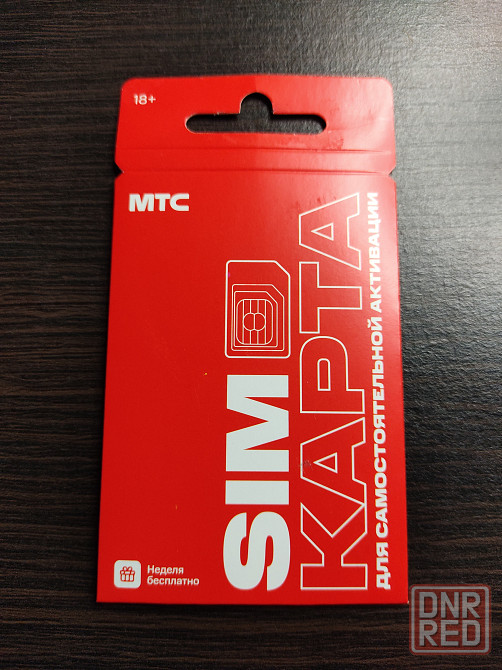 18+
МТС
SIM
КАРТА
ДЛЯ САМОСТОЯТЕЛЬНОЙ АКТИВАЦИИ
Неделя
бесплатно
DNR
RED